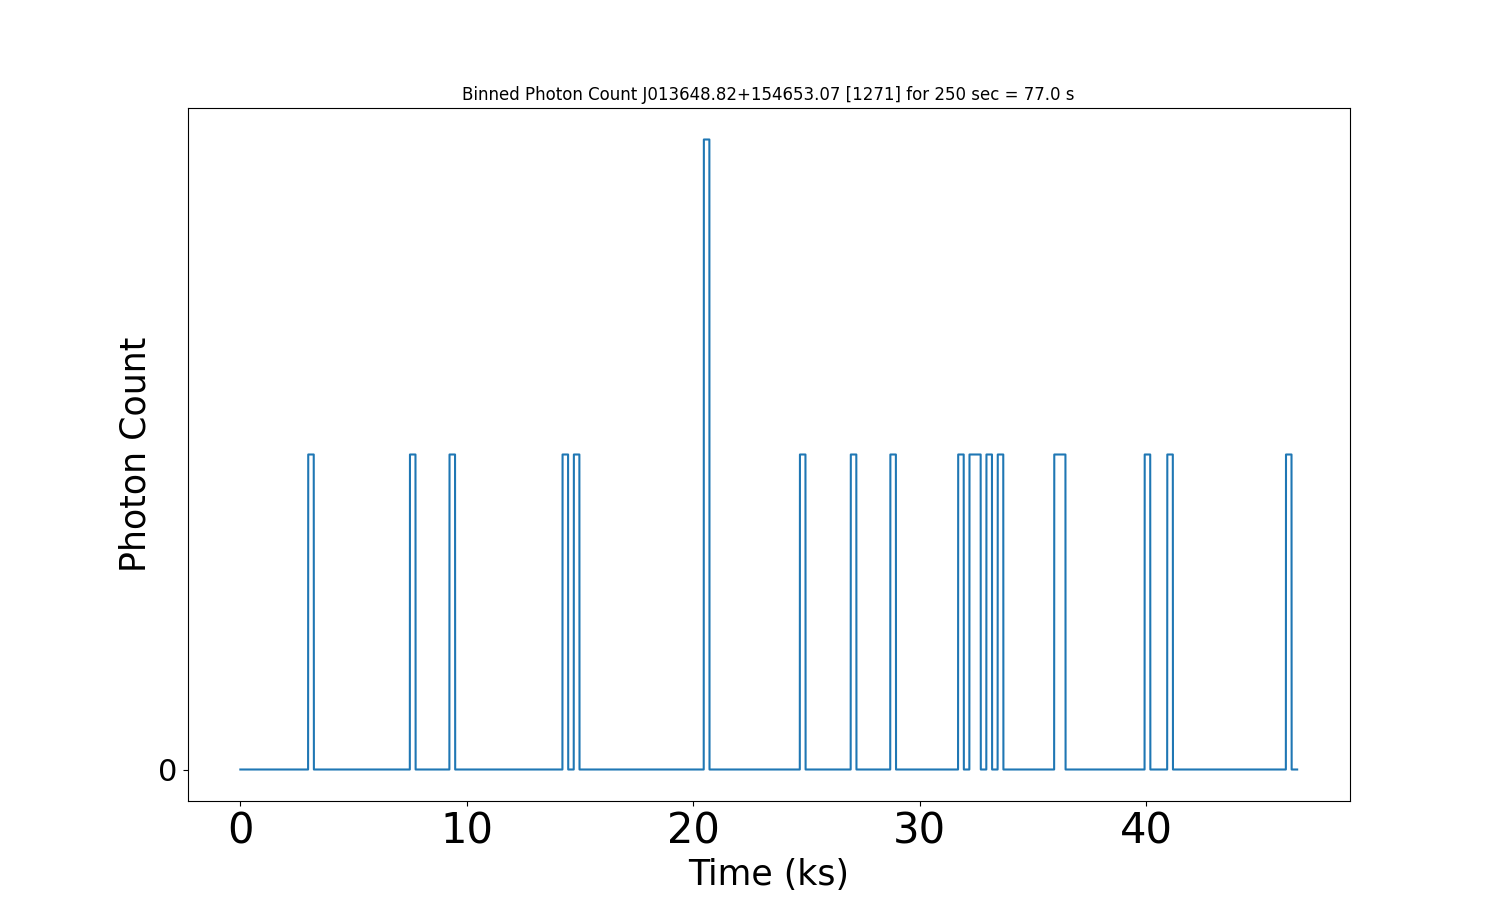 Binned Photon Count J013648.82+154653.07 [1271] for 250 sec = 77.0 s
Photon Count
0
0 10 20 30 40
Time (ks)